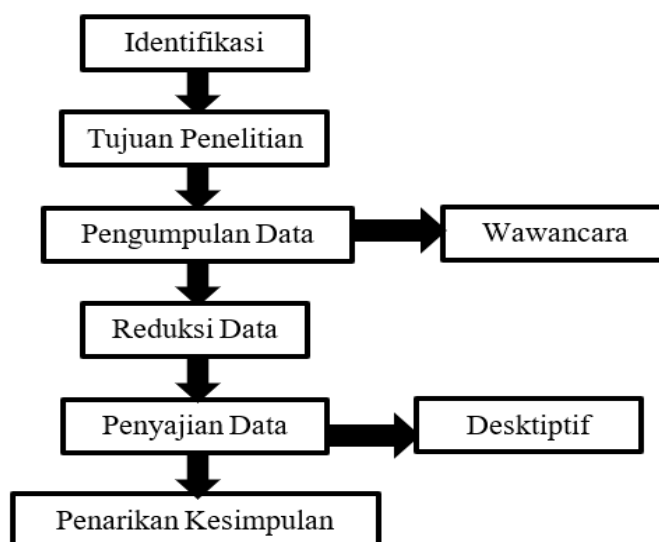 Identifikasi
Tujuan Penelitian
Pengumpulan Data
Wawancara
Reduksi Data
Penyajian Data
Desktiptif
Penarikan Kesimpulan